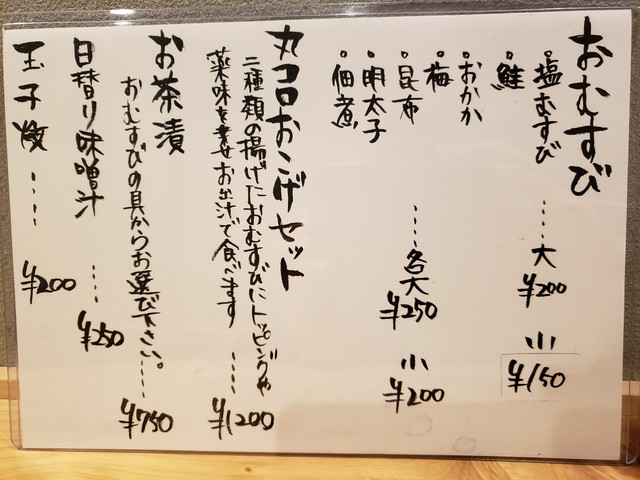 おむすび
◦塩むすび ‥‥ 大 ¥200 小 ¥150
◦鮭
◦おかか
◦梅
◦昆布 ‥‥ 各大 ¥250 小 ¥200
◦明太子
◦佃煮
丸コロおこげセット
二種類の揚げたおむすびにトッピングや
薬味を乗せお出汁で食べます ‥‥ ¥1200
お茶漬
おむすびの具からお選び下さい。‥‥ ¥750
日替り味噌汁 ‥‥ ¥250
玉子焼 ‥‥ ¥200